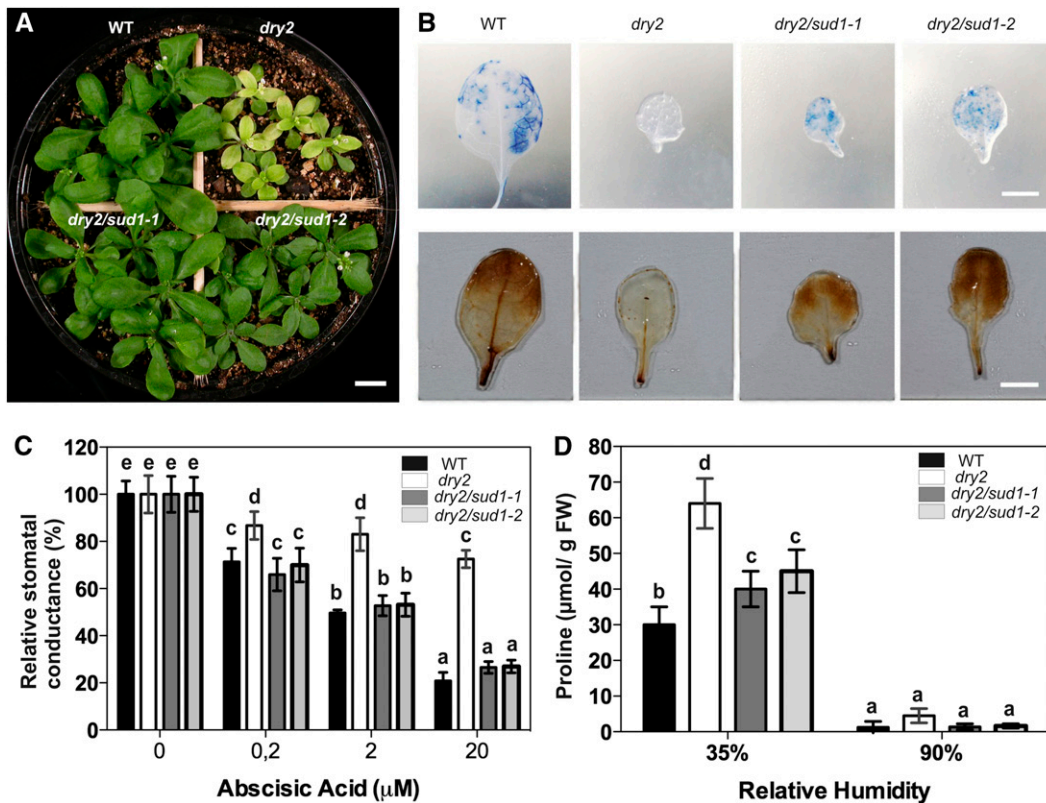 A
WT
dry2
dry2/sud1-1
dry2/sud1-2
B
WT
dry2
dry2/sud1-1
dry2/sud1-2
C
Relative stomatal
conductance (%)
120
100
80
60
40
20
0
e e e e
c d c c
b d b b
a c a a
WT
dry2
dry2/sud1-1
dry2/sud1-2
0 0,2 2 20
Abscisic Acid (μM)
D
Proline (μmol/ g FW)
80
70
60
50
40
30
20
10
0
b d c c
a a a a
WT
dry2
dry2/sud1-1
dry2/sud1-2
35% 90%
Relative Humidity